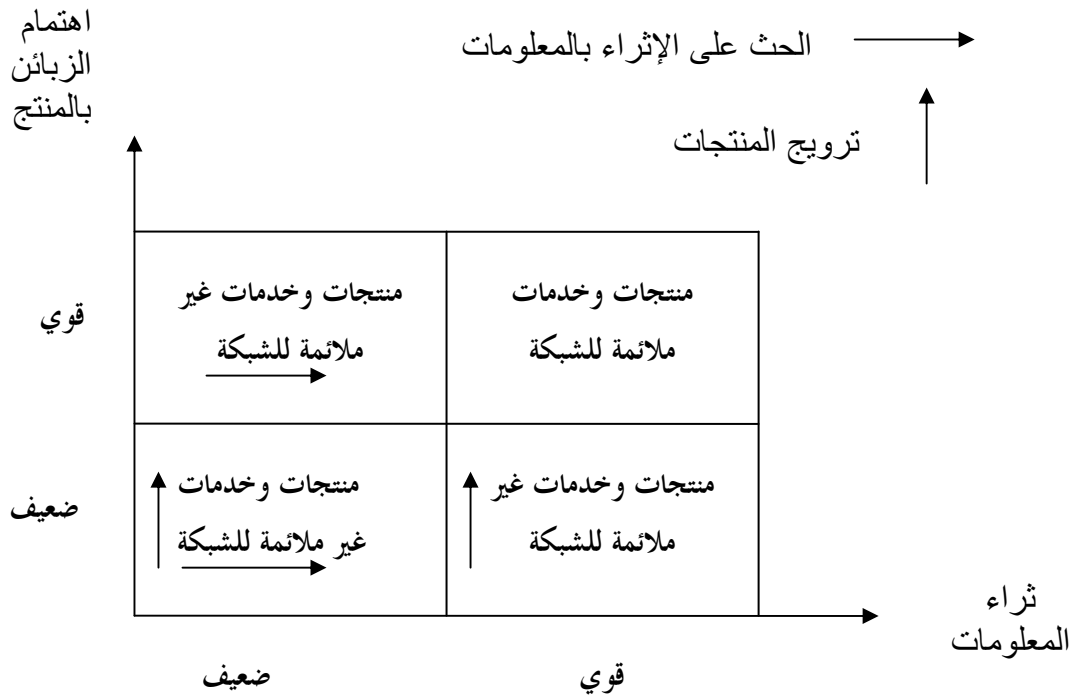 اهتمام
الزبائن
بالمنتج
الحث على الإثراء بالمعلومات
ترويج المنتجات
قوي
منتجات وخدمات غير
ملائمة للشبكة
منتجات وخدمات
ملائمة للشبكة
ضعيف
منتجات وخدمات
غير ملائمة للشبكة
منتجات وخدمات غير
ملائمة للشبكة
ثراء
المعلومات
ضعيف
قوي